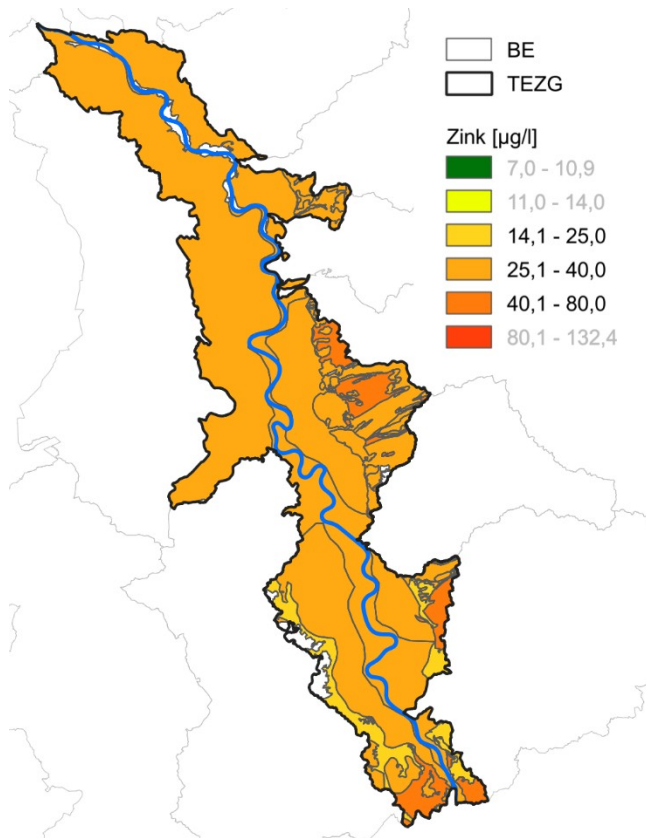 BE
TEZG
Zink [µg/l]
7,0 - 10,9
11,0 - 14,0
14,1 - 25,0
25,1 - 40,0
40,1 - 80,0
80,1 - 132,4